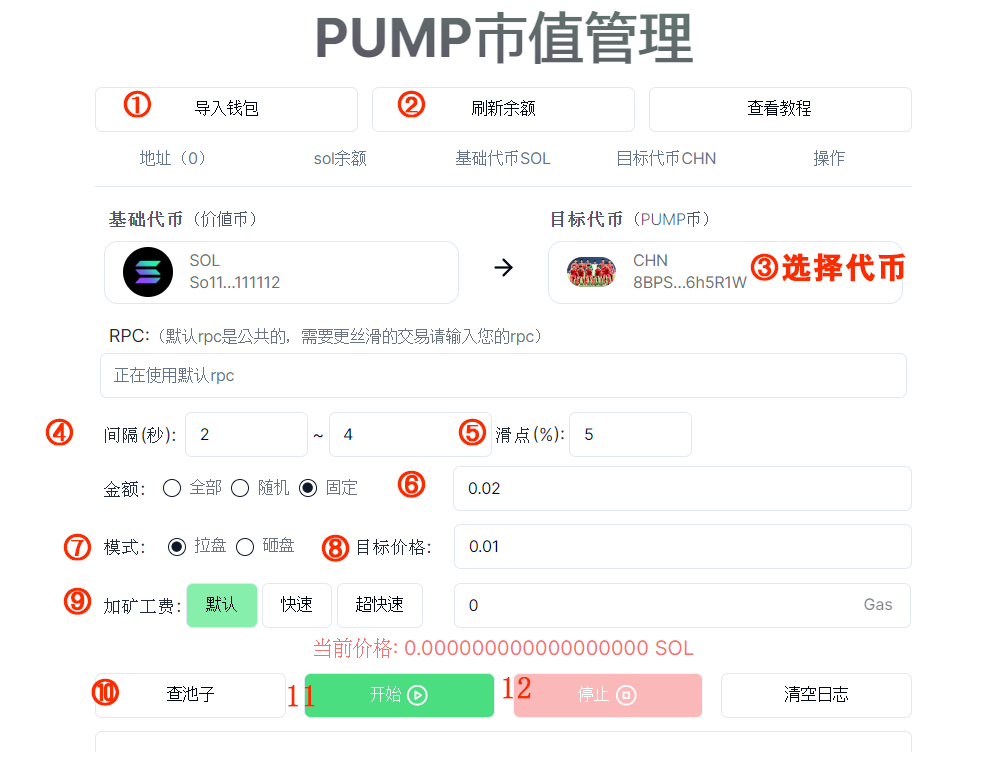 PUMP市值管理
① 导入钱包 ② 刷新余额 查看教程
地址（0） sol余额 基础代币SOL 目标代币CHN 操作
基础代币（价值币） 目标代币（PUMP币）
SOL CHN
So11...111112 8BPS...6h5R1W ③选择代币
RPC:（默认rpc是公共的，需要更丝滑的交易请输入您的rpc）
正在使用默认rpc
④ 间隔(秒): 2 ~ 4 ⑤ 滑点(%): 5
金额： 全部 随机 固定 ⑥ 0.02
⑦ 模式： 拉盘 砸盘 ⑧ 目标价格: 0.01
⑨ 加矿工费: 默认 快速 超快速 0 Gas
当前价格: 0.000000000000000000 SOL
⑩ 查池子 11 开始 12 停止 清空日志